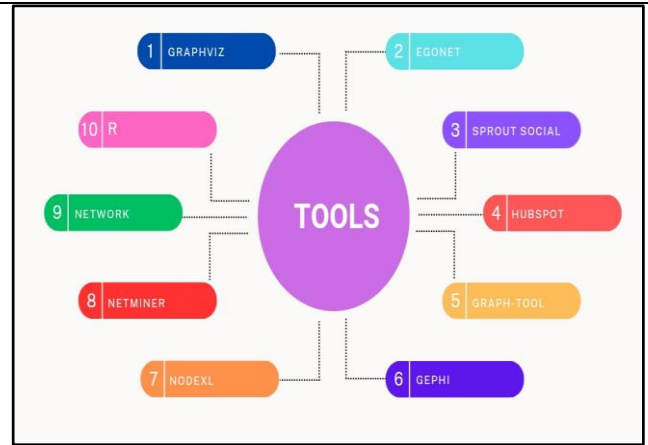 1 GRAPHVIZ
2 EGONET
3 SPROUT SOCIAL
4 HUBSPOT
5 GRAPH-TOOL
6 GEPHI
7 NODEXL
8 NETMINER
9 NETWORK
10 R
TOOLS